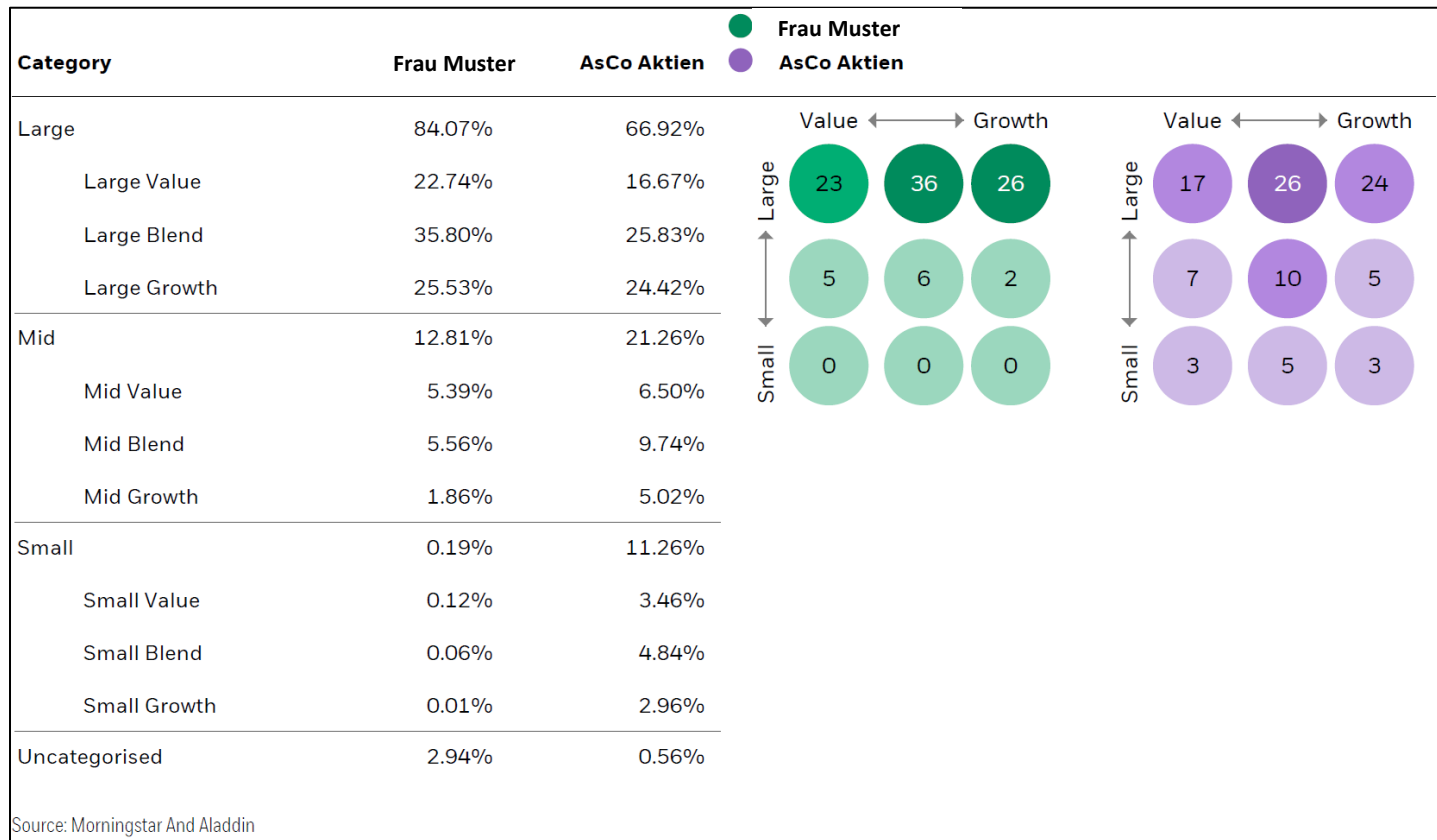 Frau Muster
AsCo Aktien
Category Frau Muster AsCo Aktien
Large 84.07% 66.92%
Large Value 22.74% 16.67%
Large Blend 35.80% 25.83%
Large Growth 25.53% 24.42%
Mid 12.81% 21.26%
Mid Value 5.39% 6.50%
Mid Blend 5.56% 9.74%
Mid Growth 1.86% 5.02%
Small 0.19% 11.26%
Small Value 0.12% 3.46%
Small Blend 0.06% 4.84%
Small Growth 0.01% 2.96%
Uncategorised 2.94% 0.56%
Value Growth
Large
23 36 26
5 6 2
Small
0 0 0
Value Growth
Large
17 26 24
7 10 5
Small
3 5 3
Source: Morningstar And Aladdin